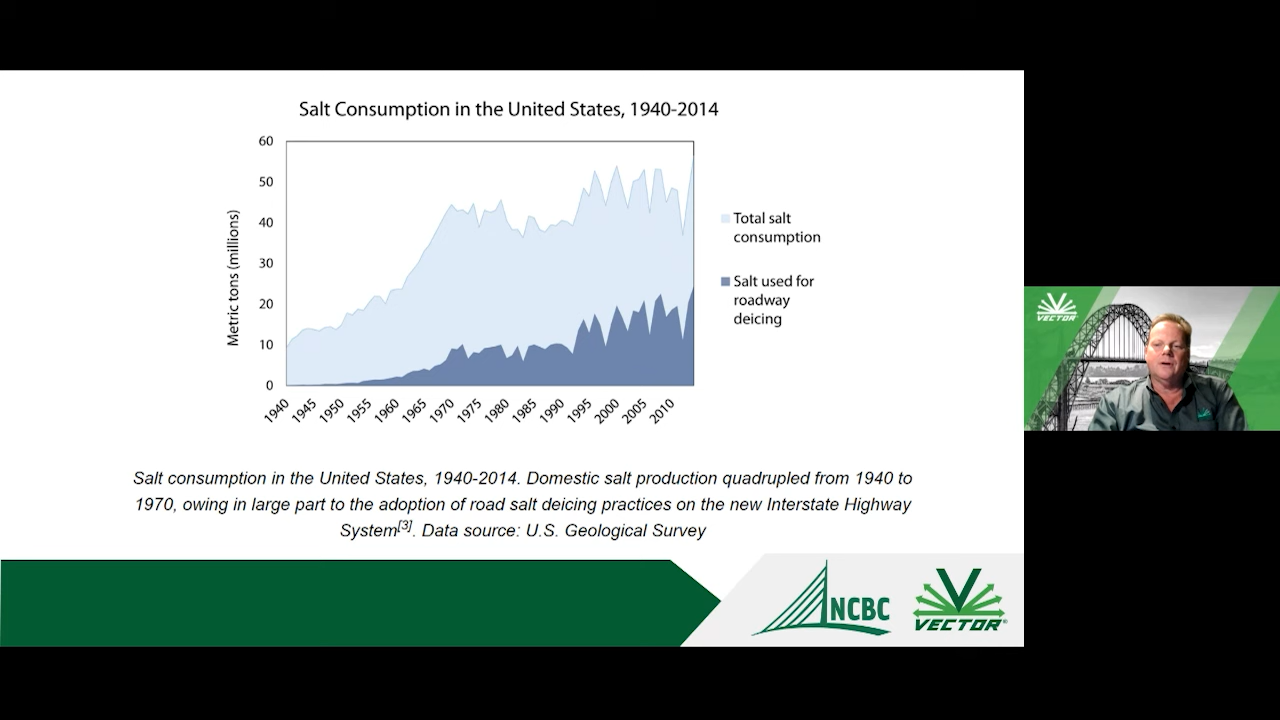 Salt Consumption in the United States, 1940-2014
60
50
40
30
20
10
0
Metric tons (millions)
1940
1945
1950
1955
1960
1965
1970
1975
1980
1985
1990
1995
2000
2005
2010
Total salt
consumption
Salt used for
roadway
deicing
Salt consumption in the United States, 1940-2014. Domestic salt production quadrupled from 1940 to
1970, owing in large part to the adoption of road salt deicing practices on the new Interstate Highway
System[3]. Data source: U.S. Geological Survey
NCBC
VECTOR®
VECTOR